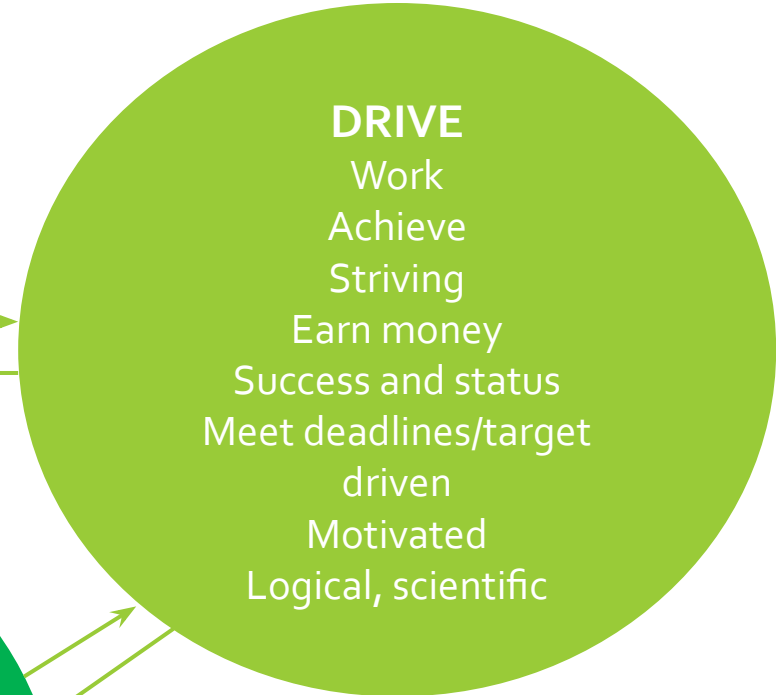 DRIVE
Work
Achieve
Striving
Earn money
Success and status
Meet deadlines/target
driven
Motivated
Logical, scientific